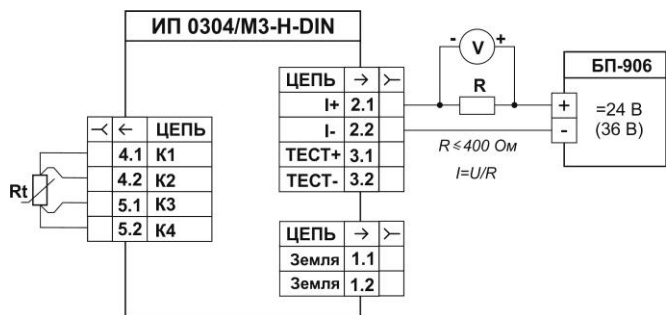 ИП 0304/М3-Н-DIN
ЦЕПЬ
I+ 2.1
I- 2.2
ТЕСТ+ 3.1
ТЕСТ- 3.2
ЦЕПЬ
4.1 К1
4.2 К2
5.1 К3
5.2 К4
Rt
ЦЕПЬ
Земля 1.1
Земля 1.2
- V +
R
R ≤ 400 Ом
I=U/R
БП-906
+
-
=24 В
(36 В)